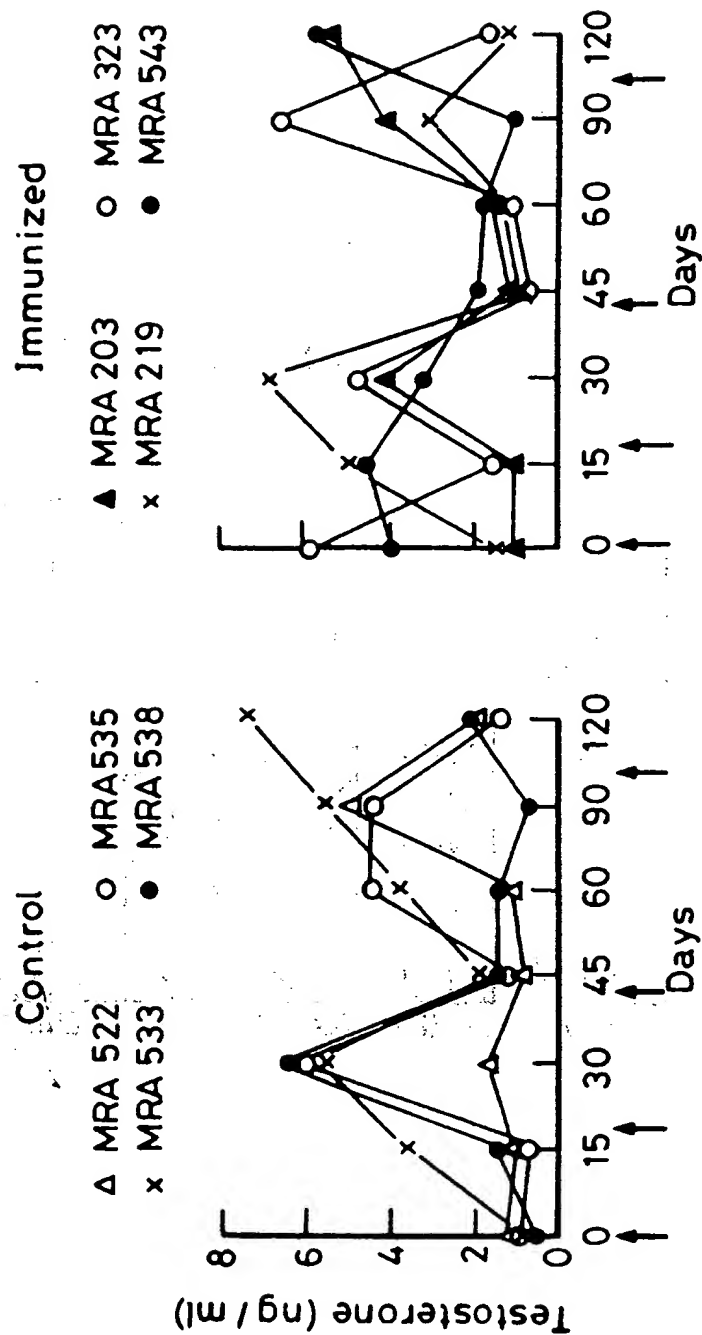 Control
△ MRA 522 ○ MRA 535
× MRA 533 ● MRA 538
Testosterone (ng/ml)
8
6
4
2
0
0 15 30 45 60 90 120
Days
Immunized
▲ MRA 203 ○ MRA 323
× MRA 219 ● MRA 543
0 15 30 45 60 90 120
Days